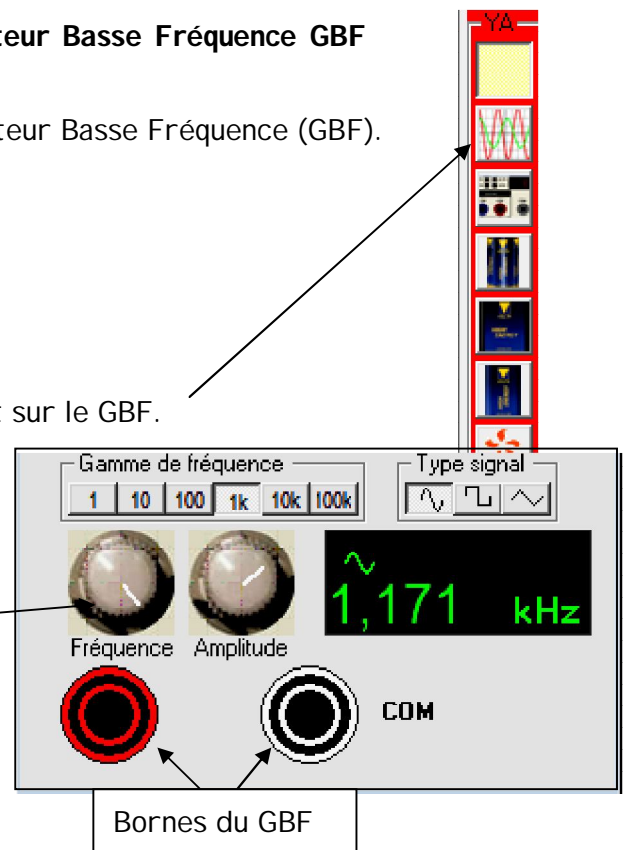 teur Basse Fréquence GBF
YA
teur Basse Fréquence (GBF).
t sur le GBF.
Gamme de fréquence
Type signal
1 10 100 1k 10k 100k
1,171 kHz
Fréquence Amplitude
COM
Bornes du GBF